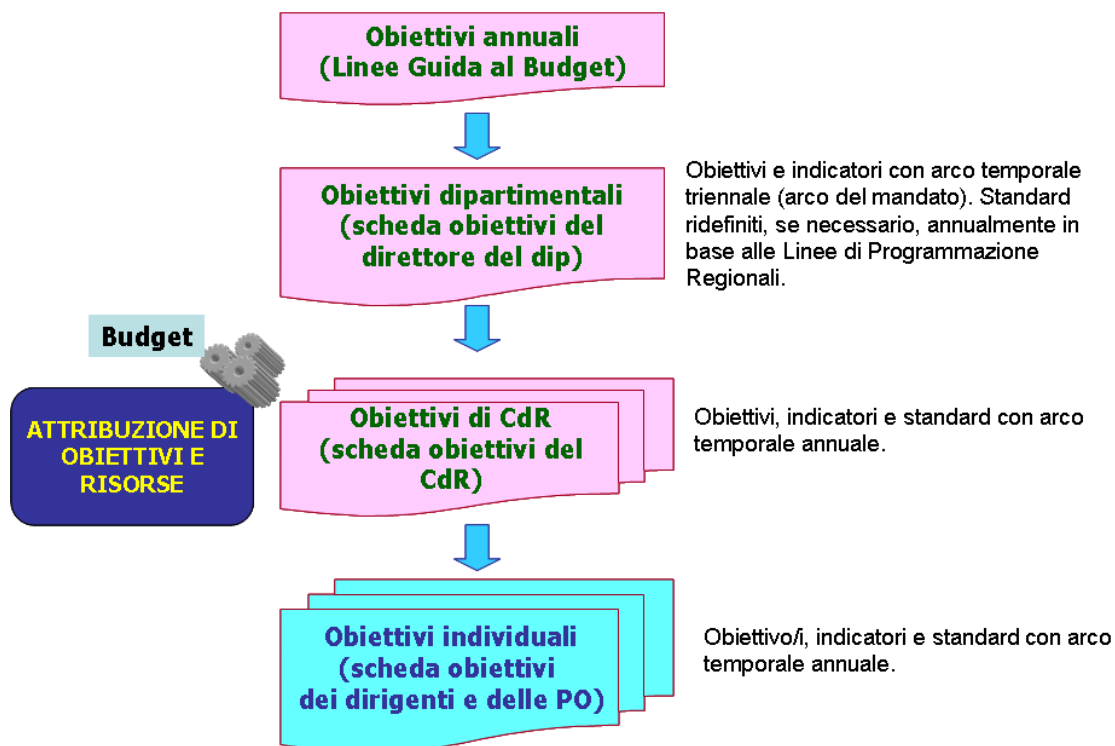 Obiettivi annuali
(Linee Guida al Budget)
Obiettivi dipartimentali
(scheda obiettivi del
direttore del dip)
Obiettivi e indicatori con arco temporale
triennale (arco del mandato). Standard
ridefiniti, se necessario, annualmente in
base alle Linee di Programmazione
Regionali.
Budget
ATTRIBUZIONE DI
OBIETTIVI E
RISORSE
Obiettivi di CdR
(scheda obiettivi del
CdR)
Obiettivi, indicatori e standard con arco
temporale annuale.
Obiettivi individuali
(scheda obiettivi
dei dirigenti e delle PO)
Obiettivo/i, indicatori e standard con arco
temporale annuale.